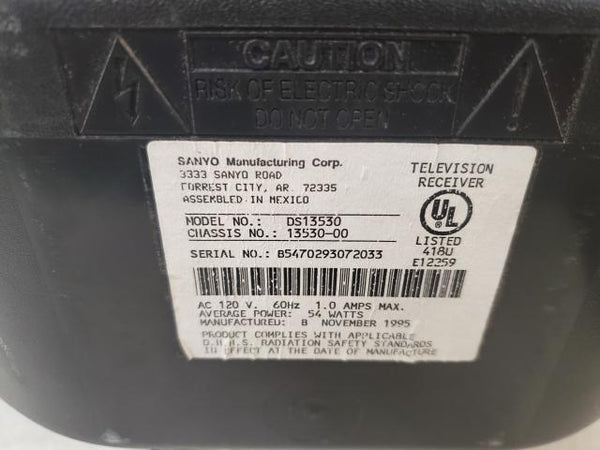 CAUTION
RISK OF ELECTRIC SHOCK
DO NOT OPEN
SANYO Manufacturing Corp.
3333 SANYO ROAD
FORREST CITY, AR. 72335
ASSEMBLED IN MEXICO
TELEVISION
RECEIVER
UL
LISTED
418U
E12259
MODEL NO.: DS13530
CHASSIS NO.: 13530-00
SERIAL NO.: B5470293072033
AC 120 V. 60Hz 1.0 AMPS MAX.
AVERAGE POWER: 54 WATTS
MANUFACTURED: B NOVEMBER 1995
PRODUCT COMPLIES WITH APPLICABLE
D.H.H.S. RADIATION SAFETY STANDARDS
IN EFFECT AT THE DATE OF MANUFACTURE